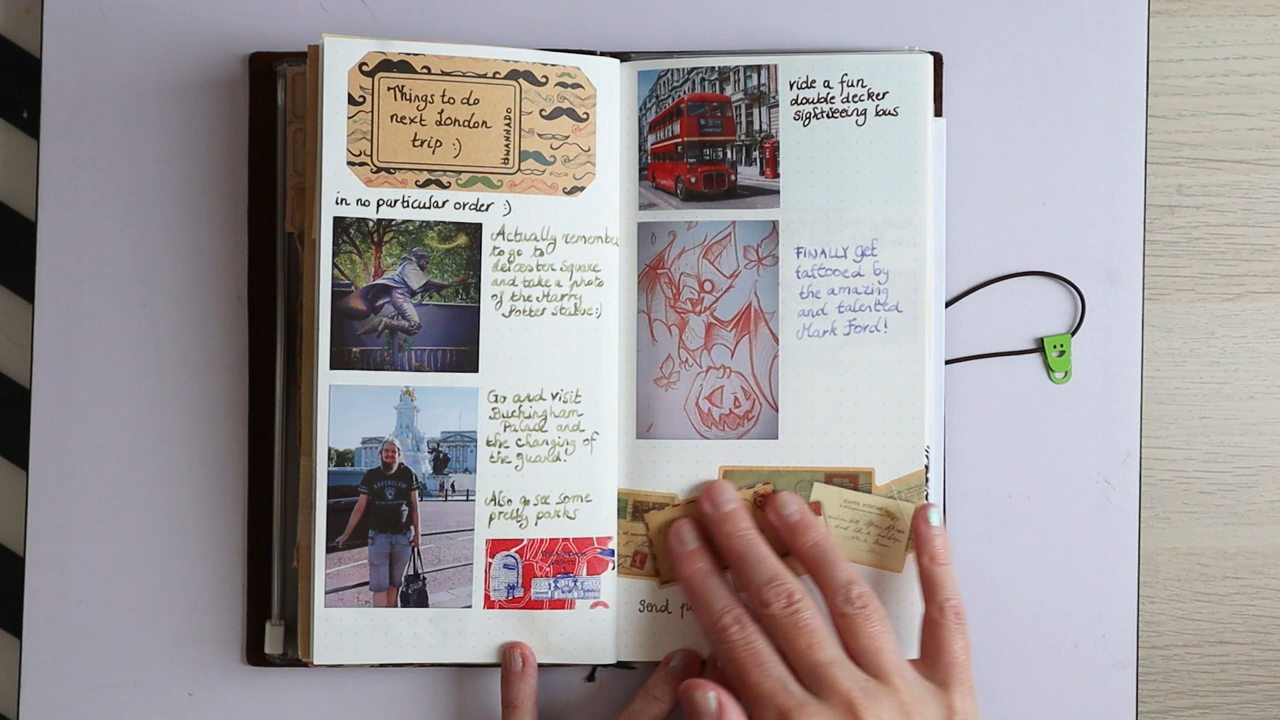 Things to do
next London
trip :)
#WANNADO
in no particular order :)
Actually remember
to go to
Leicester Square
and take a photo
of the Harry
Potter statue :)
Go and visit
Buckingham
Palace and
the changing of
the guard!
Also go see some
pretty parks
RAVENCLAW
ride a fun
double decker
sightseeing bus
FINALLY get
tattooed by
the amazing
and talented
Mark Ford!
Send